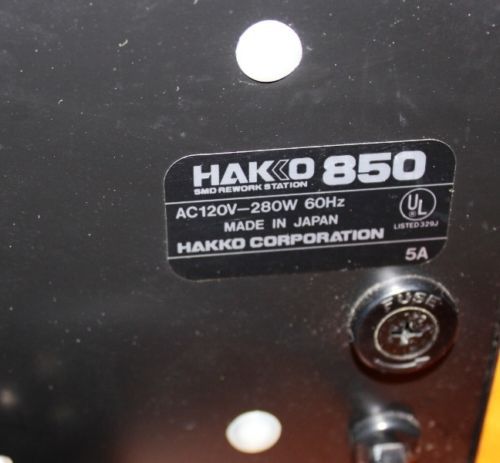 HAKKO 850
SMD REWORK STATION
AC120V-280W 60Hz
MADE IN JAPAN
HAKKO CORPORATION
UL
LISTED 329J
5A
FUSE